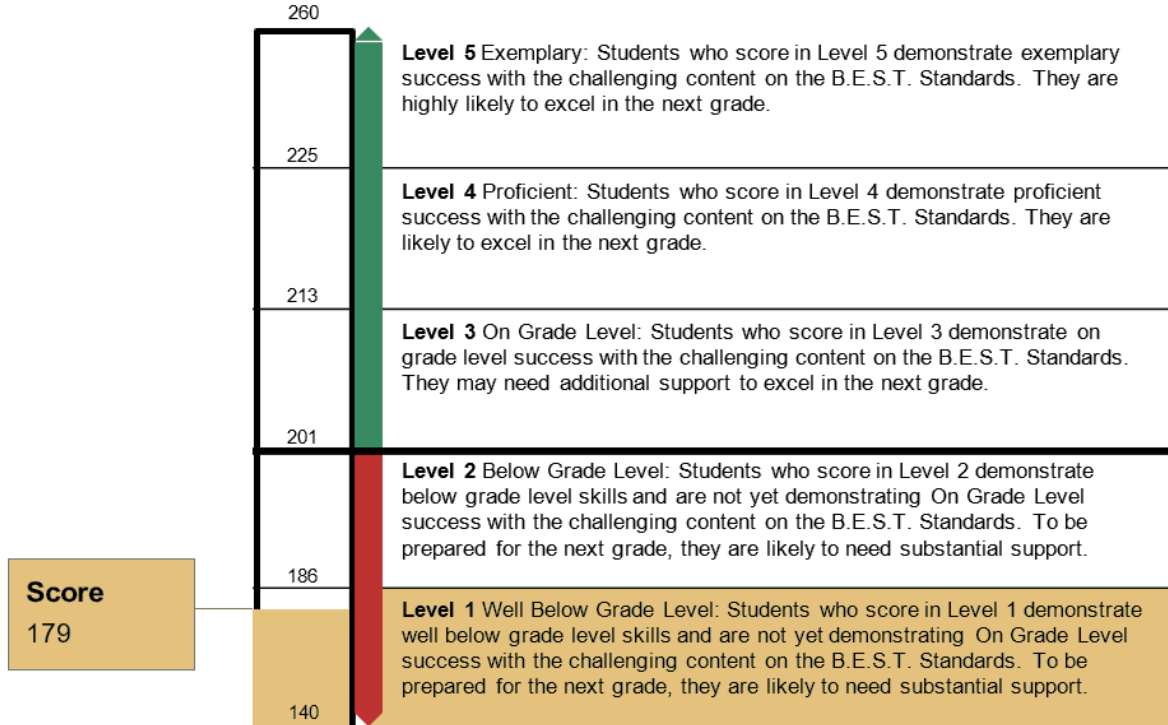 260
Level 5 Exemplary: Students who score in Level 5 demonstrate exemplary
success with the challenging content on the B.E.S.T. Standards. They are
highly likely to excel in the next grade.
225
Level 4 Proficient: Students who score in Level 4 demonstrate proficient
success with the challenging content on the B.E.S.T. Standards. They are
likely to excel in the next grade.
213
Level 3 On Grade Level: Students who score in Level 3 demonstrate on
grade level success with the challenging content on the B.E.S.T. Standards.
They may need additional support to excel in the next grade.
201
Level 2 Below Grade Level: Students who score in Level 2 demonstrate
below grade level skills and are not yet demonstrating On Grade Level
success with the challenging content on the B.E.S.T. Standards. To be
prepared for the next grade, they are likely to need substantial support.
186
Score
179
Level 1 Well Below Grade Level: Students who score in Level 1 demonstrate
well below grade level skills and are not yet demonstrating On Grade Level
success with the challenging content on the B.E.S.T. Standards. To be
prepared for the next grade, they are likely to need substantial support.
140